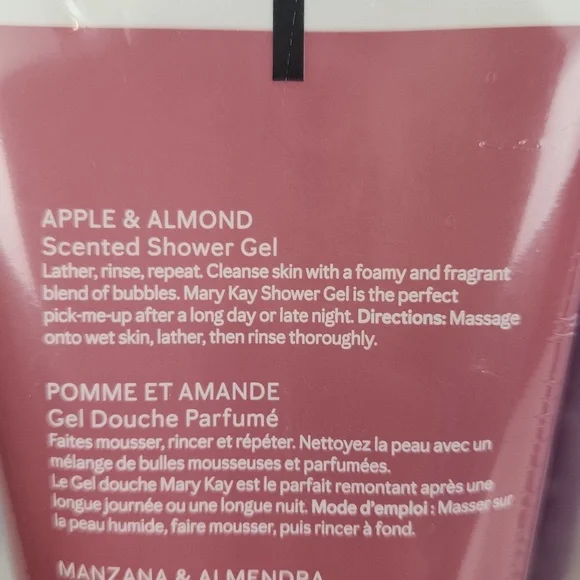 APPLE & ALMOND
Scented Shower Gel
Lather, rinse, repeat. Cleanse skin with a foamy and fragrant
blend of bubbles. Mary Kay Shower Gel is the perfect
pick-me-up after a long day or late night. Directions: Massage
onto wet skin, lather, then rinse thoroughly.
POMME ET AMANDE
Gel Douche Parfumé
Faites mousser, rincer et répéter. Nettoyez la peau avec un
mélange de bulles mousseuses et parfumées.
Le Gel douche Mary Kay est le parfait remontant après une
longue journée ou une longue nuit. Mode d'emploi : Masser sur
la peau humide, faire mousser, puis rincer à fond.
MANZANA & ALMENDRA